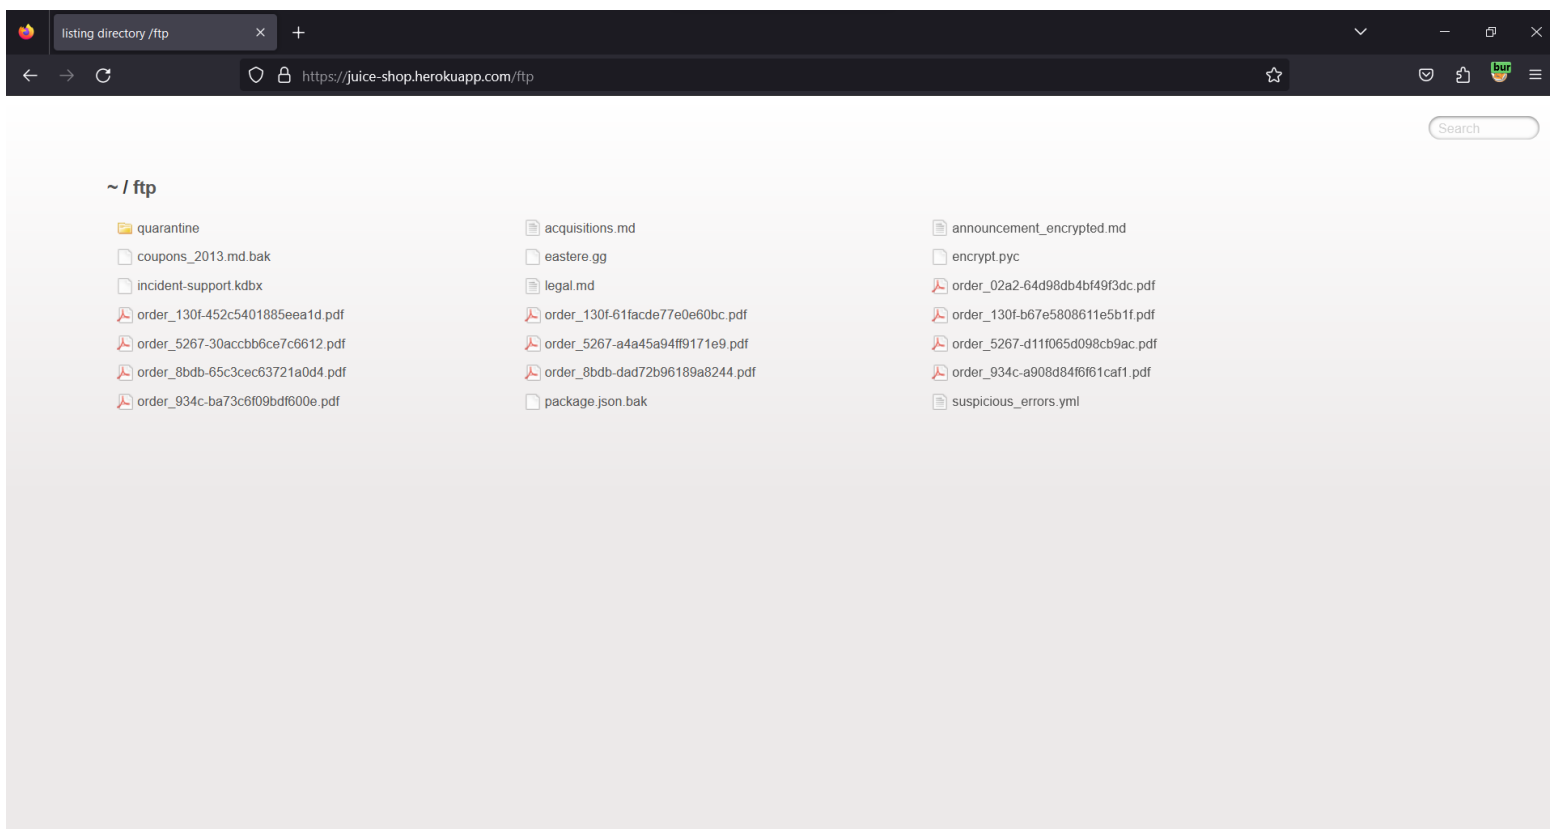 listing directory /ftp
https://juice-shop.herokuapp.com/ftp
bur
Search
~ / ftp
quarantine acquisitions.md announcement_encrypted.md
coupons_2013.md.bak eastere.gg encrypt.pyc
incident-support.kdbx legal.md order_02a2-64d98db4bf49f3dc.pdf
order_130f-452c5401885eea1d.pdf order_130f-61facde77e0e60bc.pdf order_130f-b67e5808611e5b1f.pdf
order_5267-30accbb6ce7c6612.pdf order_5267-a4a45a94ff9171e9.pdf order_5267-d11f065d098cb9ac.pdf
order_8bdb-65c3cec63721a0d4.pdf order_8bdb-dad72b96189a8244.pdf order_934c-a908d84f6f61caf1.pdf
order_934c-ba73c6f09bdf600e.pdf package.json.bak suspicious_errors.yml